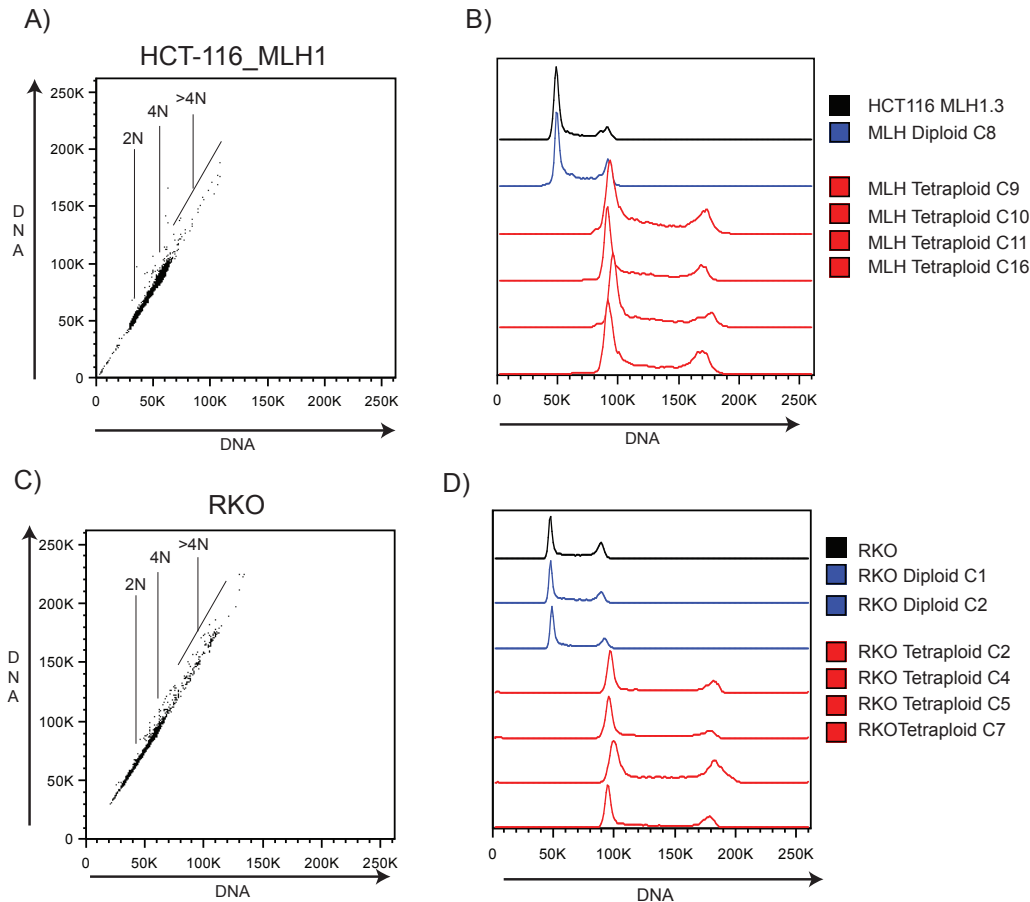 A)
HCT-116_MLH1
250K
200K
150K
100K
50K
0
DNA
2N
4N
>4N
0
50K
100K
150K
200K
250K
DNA
B)
0
50K
100K
150K
200K
250K
DNA
HCT116 MLH1.3
MLH Diploid C8
MLH Tetraploid C9
MLH Tetraploid C10
MLH Tetraploid C11
MLH Tetraploid C16
C)
RKO
250K
200K
150K
100K
50K
0
DNA
2N
4N
>4N
0
50K
100K
150K
200K
250K
DNA
D)
0
50K
100K
150K
200K
250K
DNA
RKO
RKO Diploid C1
RKO Diploid C2
RKO Tetraploid C2
RKO Tetraploid C4
RKO Tetraploid C5
RKOTetraploid C7